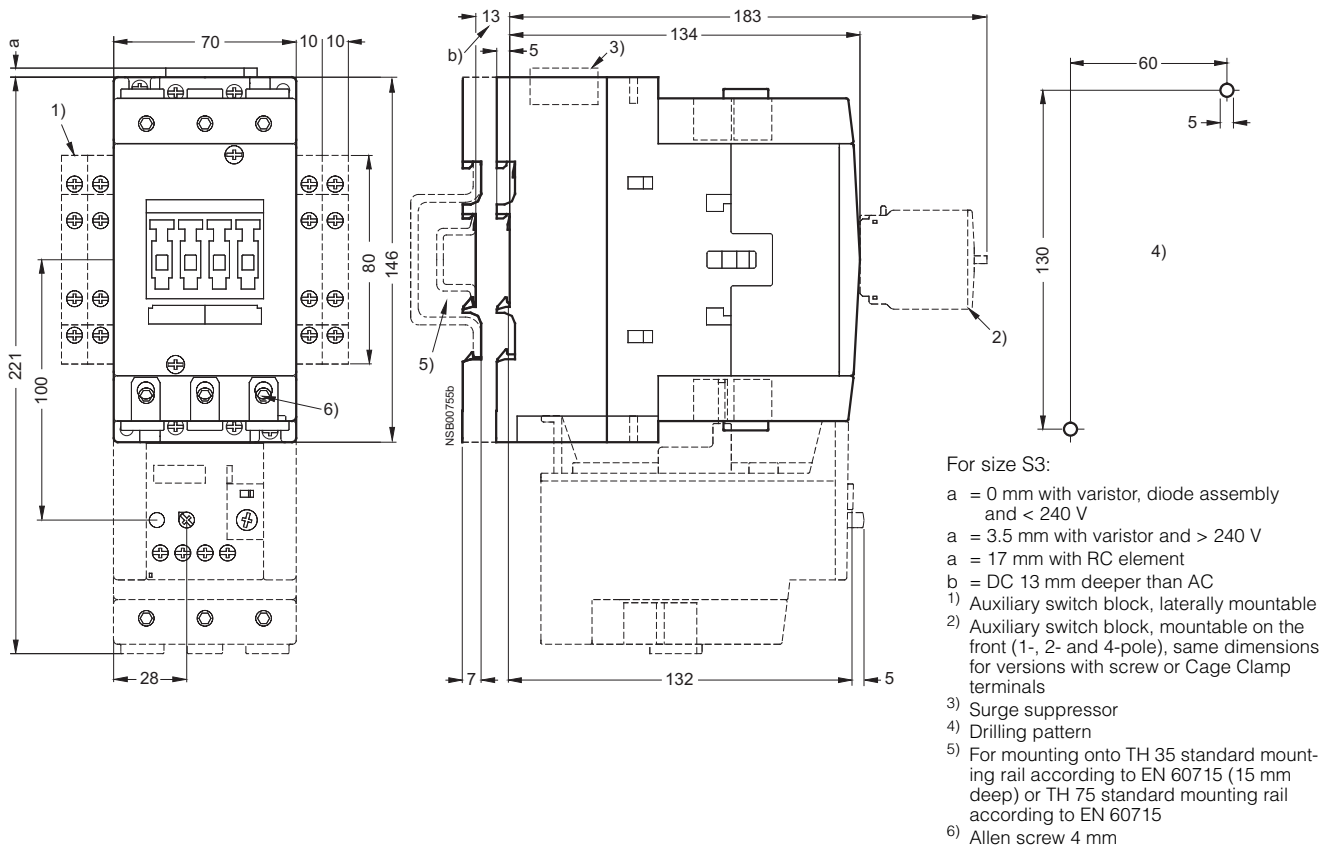 13
183
a
70
10
10
b)
5
3)
134
60
1)
5
221
100
80
146
130
4)
5)
2)
6)
NSB00755b
28
7
132
5
For size S3:
a = 0 mm with varistor, diode assembly
and < 240 V
a = 3.5 mm with varistor and > 240 V
a = 17 mm with RC element
b = DC 13 mm deeper than AC
1) Auxiliary switch block, laterally mountable
2) Auxiliary switch block, mountable on the
front (1-, 2- and 4-pole), same dimensions
for versions with screw or Cage Clamp
terminals
3) Surge suppressor
4) Drilling pattern
5) For mounting onto TH 35 standard mount-
ing rail according to EN 60715 (15 mm
deep) or TH 75 standard mounting rail
according to EN 60715
6) Allen screw 4 mm